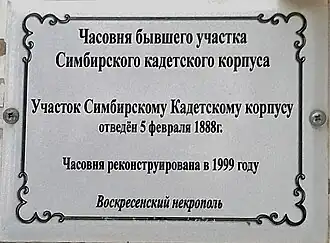 Часовня бывшего участка
Симбирского кадетского корпуса
Участок Симбирскому Кадетскому корпусу
отведён 5 февраля 1888г.
Часовня реконструирована в 1999 году
Воскресенский некрополь